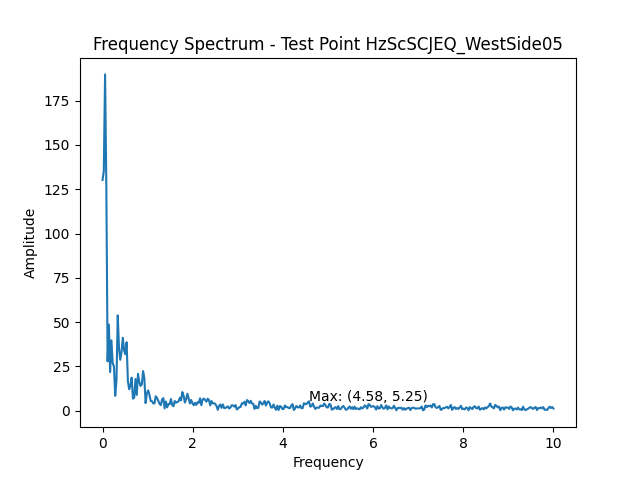 Frequency Spectrum - Test Point HzScSCJEQ_WestSide05
175
150
125
100
75
50
25
0
Amplitude
Max: (4.58, 5.25)
0 2 4 6 8 10
Frequency